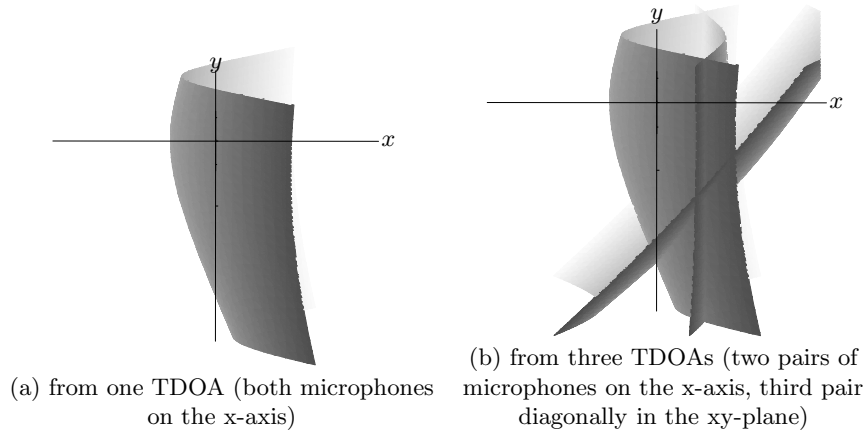 y
x
y
x
(a) from one TDOA (both microphones
on the x-axis)
(b) from three TDOAs (two pairs of
microphones on the x-axis, third pair
diagonally in the xy-plane)